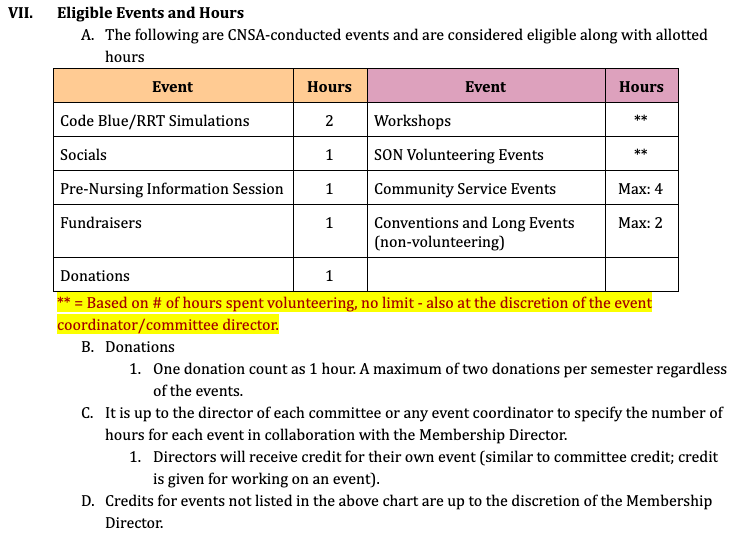 VII. Eligible Events and Hours
A. The following are CNSA-conducted events and are considered eligible along with allotted
hours
Event Hours Event Hours
Code Blue/RRT Simulations 2 Workshops **
Socials 1 SON Volunteering Events **
Pre-Nursing Information Session 1 Community Service Events Max: 4
Fundraisers 1 Conventions and Long Events Max: 2
(non-volunteering)
Donations 1
** = Based on # of hours spent volunteering, no limit - also at the discretion of the event
coordinator/committee director.
B. Donations
1. One donation count as 1 hour. A maximum of two donations per semester regardless
of the events.
C. It is up to the director of each committee or any event coordinator to specify the number of
hours for each event in collaboration with the Membership Director.
1. Directors will receive credit for their own event (similar to committee credit; credit
is given for working on an event).
D. Credits for events not listed in the above chart are up to the discretion of the Membership
Director.